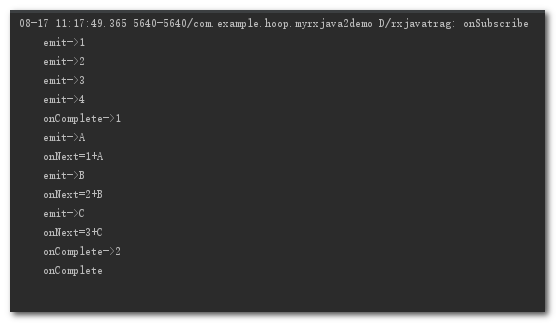 08-17 11:17:49.365 5640-5640/com.example.hoop.myrxjava2demo D/rxjavatrag: onSubscribe
emit->1
emit->2
emit->3
emit->4
onComplete->1
emit->A
onNext=1+A
emit->B
onNext=2+B
emit->C
onNext=3+C
onComplete->2
onComplete